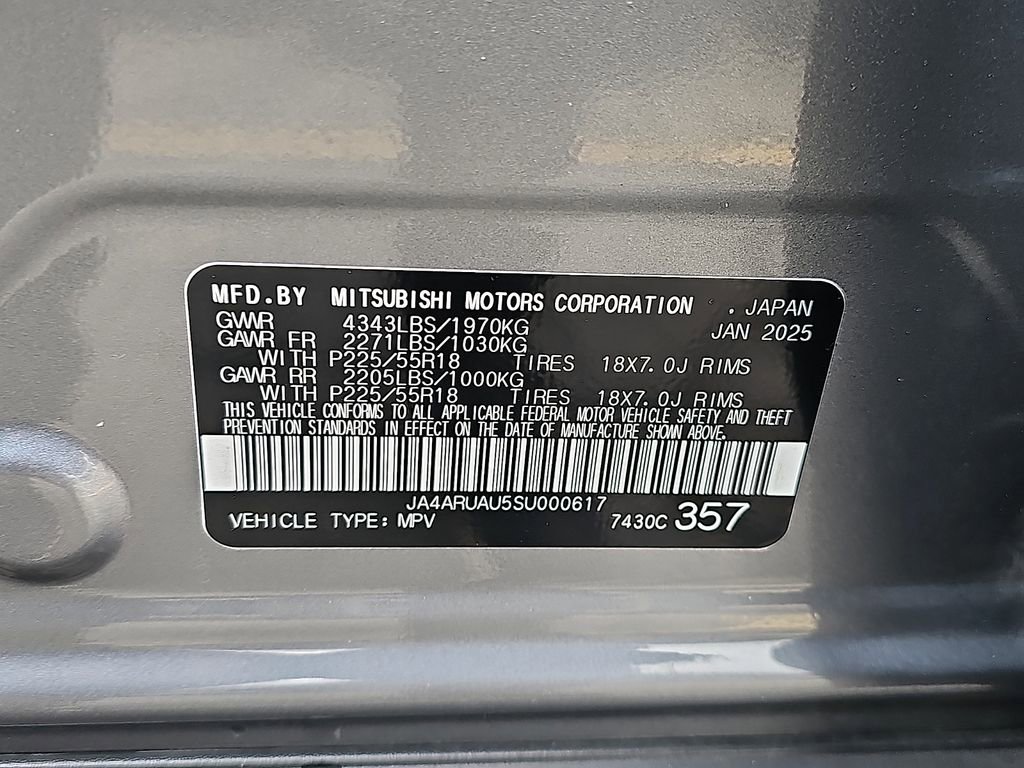 MFD.BY MITSUBISHI MOTORS CORPORATION . JAPAN
GVWR 4343LBS/1970KG JAN 2025
GAWR FR 2271LBS/1030KG
WITH P225/55R18 TIRES 18X7.0J RIMS
GAWR RR 2205LBS/1000KG
WITH P225/55R18 TIRES 18X7.0J RIMS
THIS VEHICLE CONFORMS TO ALL APPLICABLE FEDERAL MOTOR VEHICLE SAFETY AND THEFT
PREVENTION STANDARDS IN EFFECT ON THE DATE OF MANUFACTURE SHOWN ABOVE.
JA4ARUAU5SU000617
VEHICLE TYPE: MPV 7430C 357